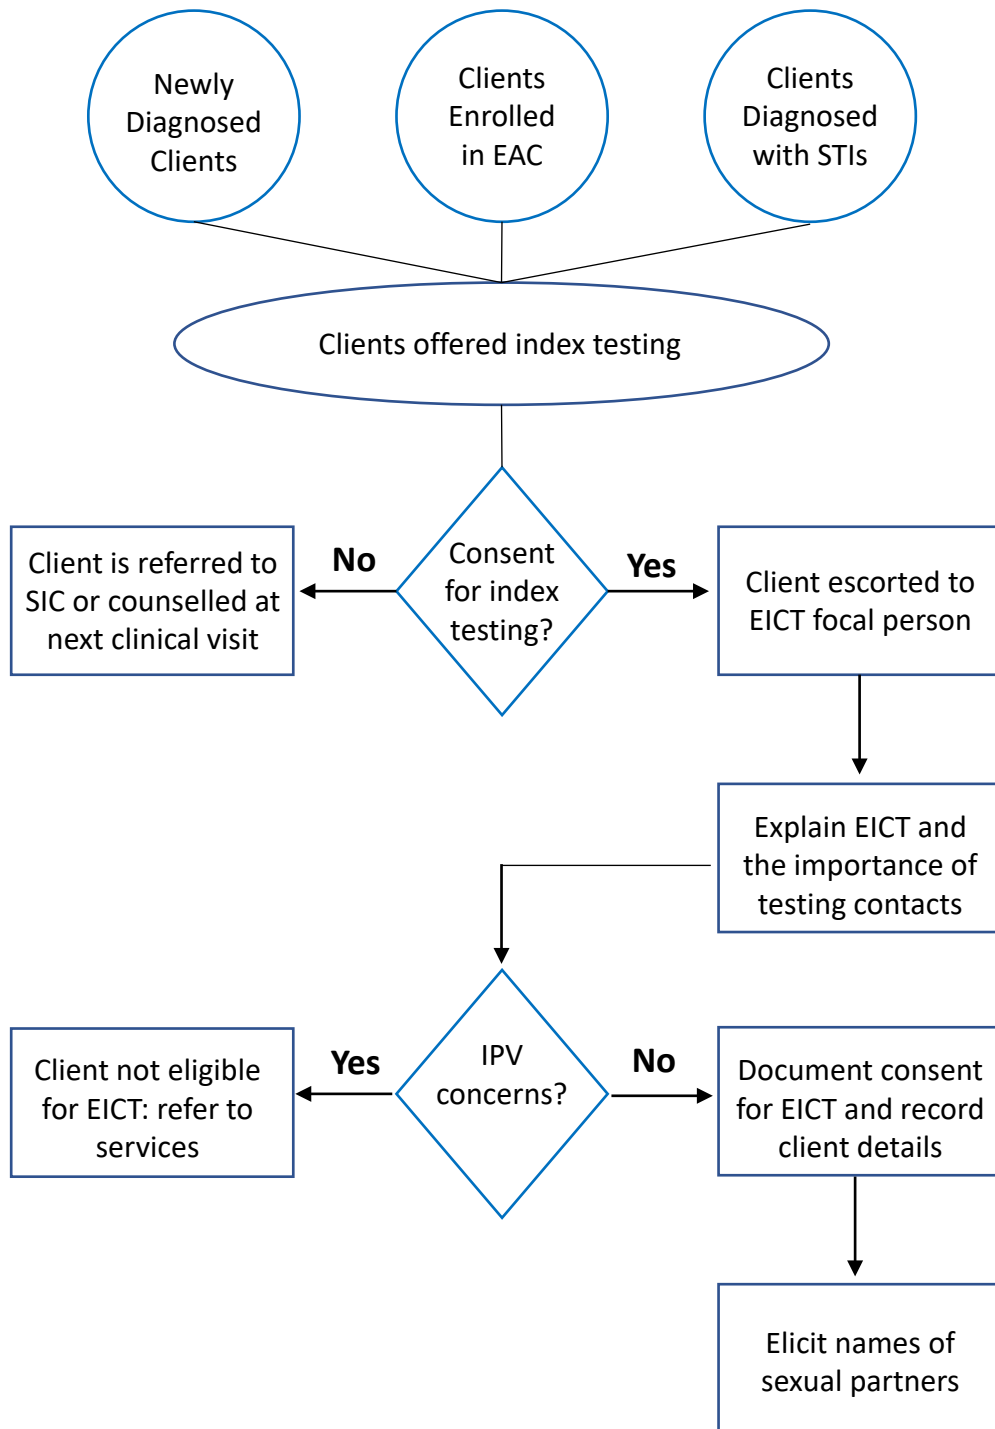 Newly
Diagnosed
Clients
Clients
Enrolled
in EAC
Clients
Diagnosed
with STIs
Clients offered index testing
Client is referred to
SIC or counselled at
next clinical visit
No
Consent
for index
testing?
Yes
Client escorted to
EICT focal person
Explain EICT and
the importance of
testing contacts
Client not eligible
for EICT: refer to
services
Yes
IPV
concerns?
No
Document consent
for EICT and record
client details
Elicit names of
sexual partners